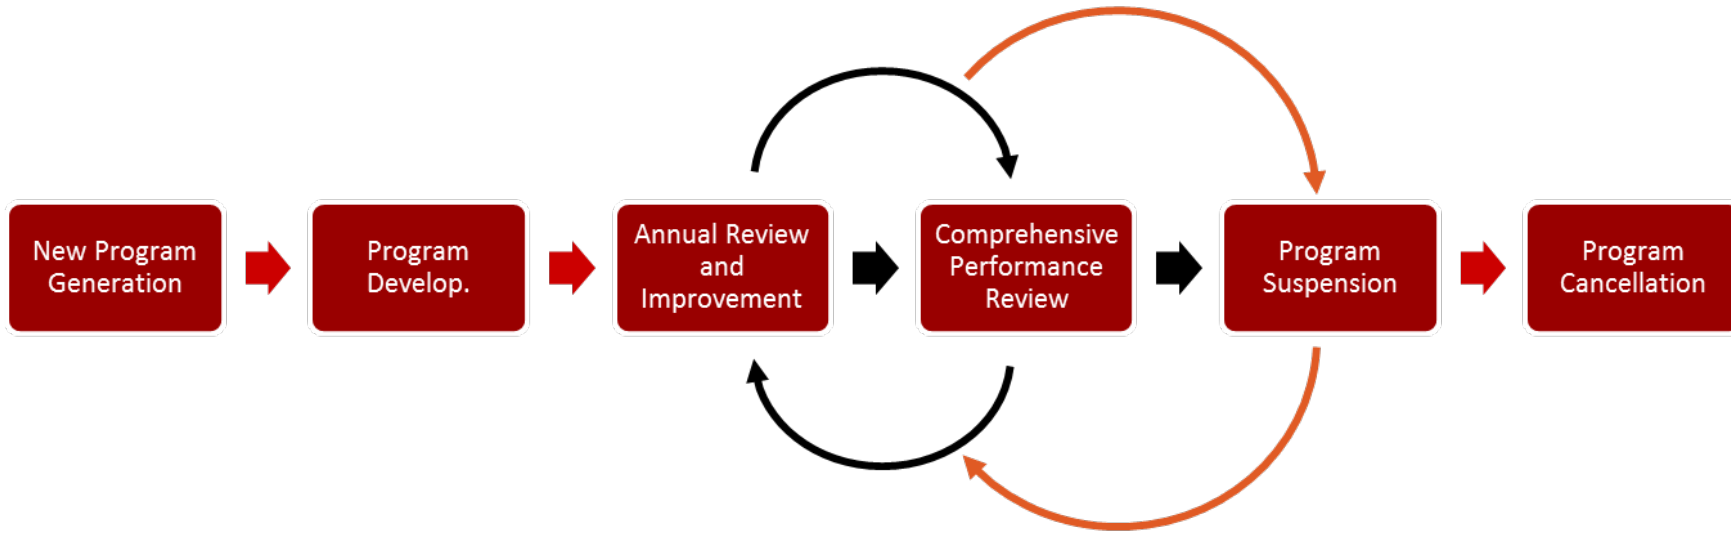 New Program
Generation
Program
Develop.
Annual Review
and
Improvement
Comprehensive
Performance
Review
Program
Suspension
Program
Cancellation